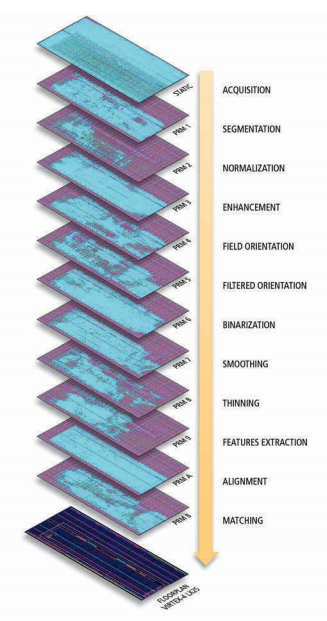 STATIC
ACQUISITION
PRM 1
SEGMENTATION
PRM 2
NORMALIZATION
PRM 3
ENHANCEMENT
PRM 4
FIELD ORIENTATION
PRM 5
FILTERED ORIENTATION
PRM 6
BINARIZATION
PRM 7
SMOOTHING
PRM 8
THINNING
PRM 9
FEATURES EXTRACTION
PRM A
ALIGNMENT
PRM B
MATCHING
FLOORPLAN
VIRTEX-4 LX25